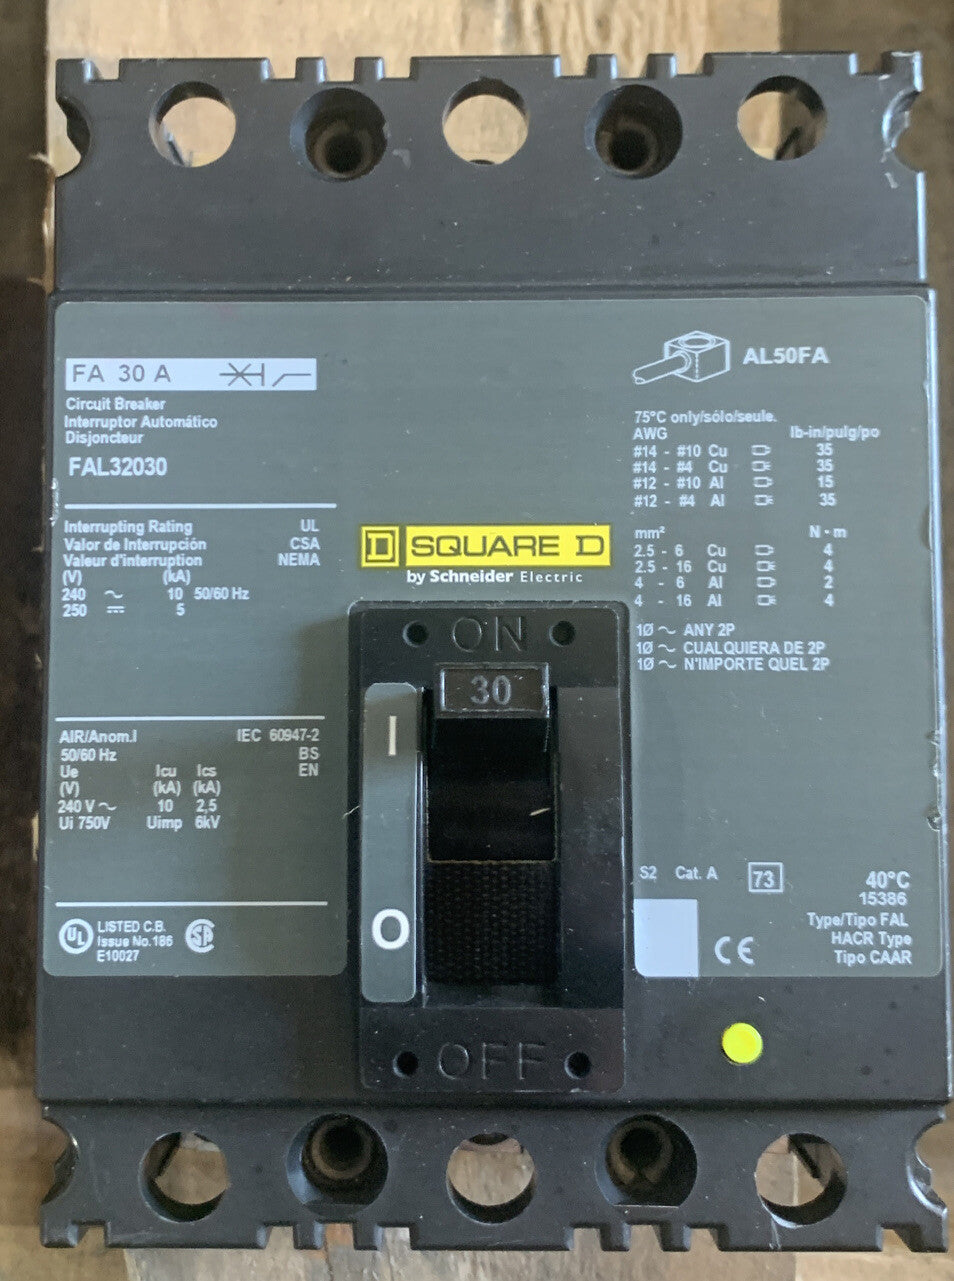 FA 30 A
Circuit Breaker
Interruptor Automático
Disjoncteur
FAL32030
Interrupting Rating UL
Valor de Interrupción CSA
Valeur d'interruption NEMA
(V) (kA)
240 ~ 10 50/60 Hz
250 ⎓ 5
AIR/Anom.I IEC 60947-2
50/60 Hz BS
Ue Icu Ics EN
(V) (kA) (kA)
240 V ~ 10 2,5
Ui 750V Uimp 6kV
UL LISTED C.B.
Issue No.186
E10027
SA
D SQUARE D
by Schneider Electric
ON
30
I
O
OFF
AL50FA
75°C only/sólo/seule.
AWG lb-in/pulg/po
#14 - #10 Cu 35
#14 - #4 Cu 35
#12 - #10 Al 15
#12 - #4 Al 35
mm² N · m
2.5 - 6 Cu 4
2.5 - 16 Cu 4
4 - 6 Al 2
4 - 16 Al 4
1Ø ~ ANY 2P
1Ø ~ CUALQUIERA DE 2P
1Ø ~ N'IMPORTE QUEL 2P
S2 Cat. A 73 40°C
15386
Type/Tipo FAL
HACR Type
Tipo CAAR
CE